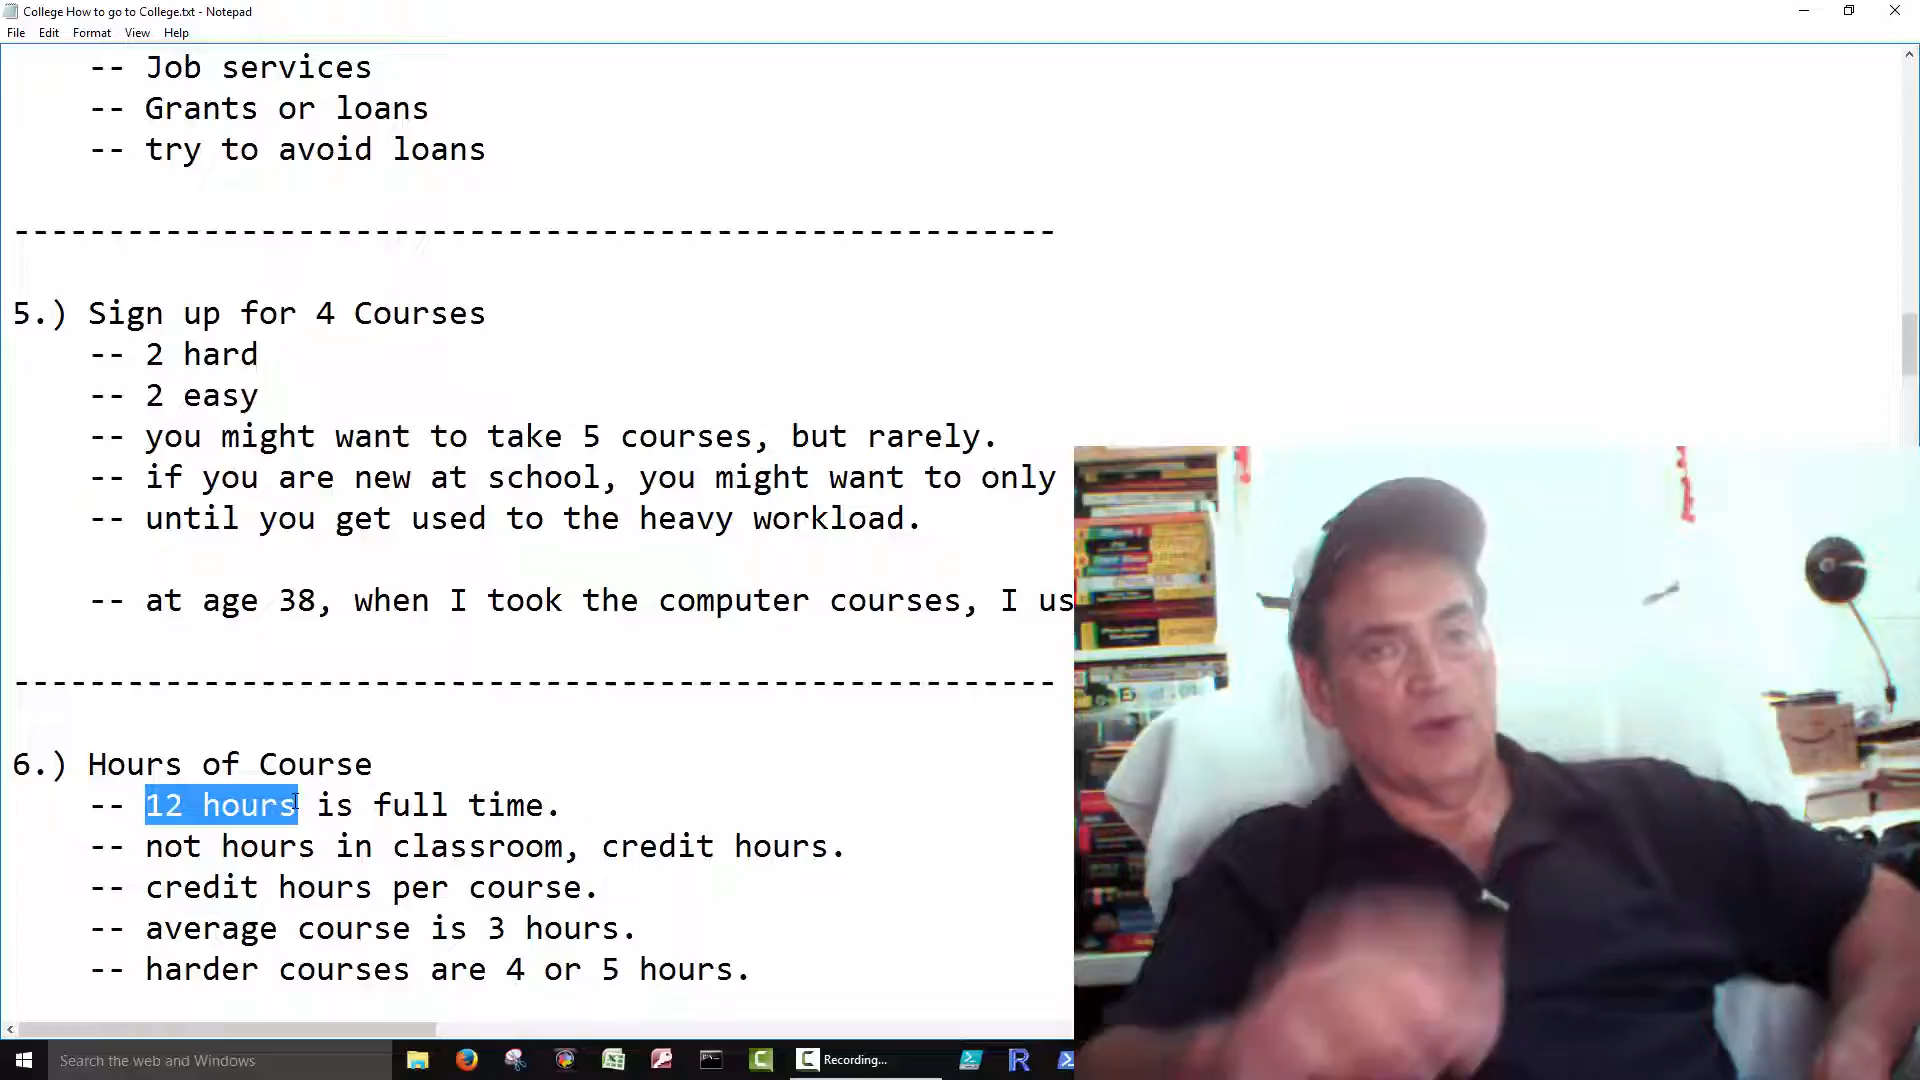 College How to go to College.txt - Notepad
File Edit Format View Help
-- Job services
-- Grants or loans
-- try to avoid loans
-------------------------------------------------------
5.) Sign up for 4 Courses
-- 2 hard
-- 2 easy
-- you might want to take 5 courses, but rarely.
-- if you are new at school, you might want to only
-- until you get used to the heavy workload.
-- at age 38, when I took the computer courses, I us
-------------------------------------------------------
6.) Hours of Course
-- 12 hours is full time.
-- not hours in classroom, credit hours.
-- credit hours per course.
-- average course is 3 hours.
-- harder courses are 4 or 5 hours.
Search the web and Windows
Recording...